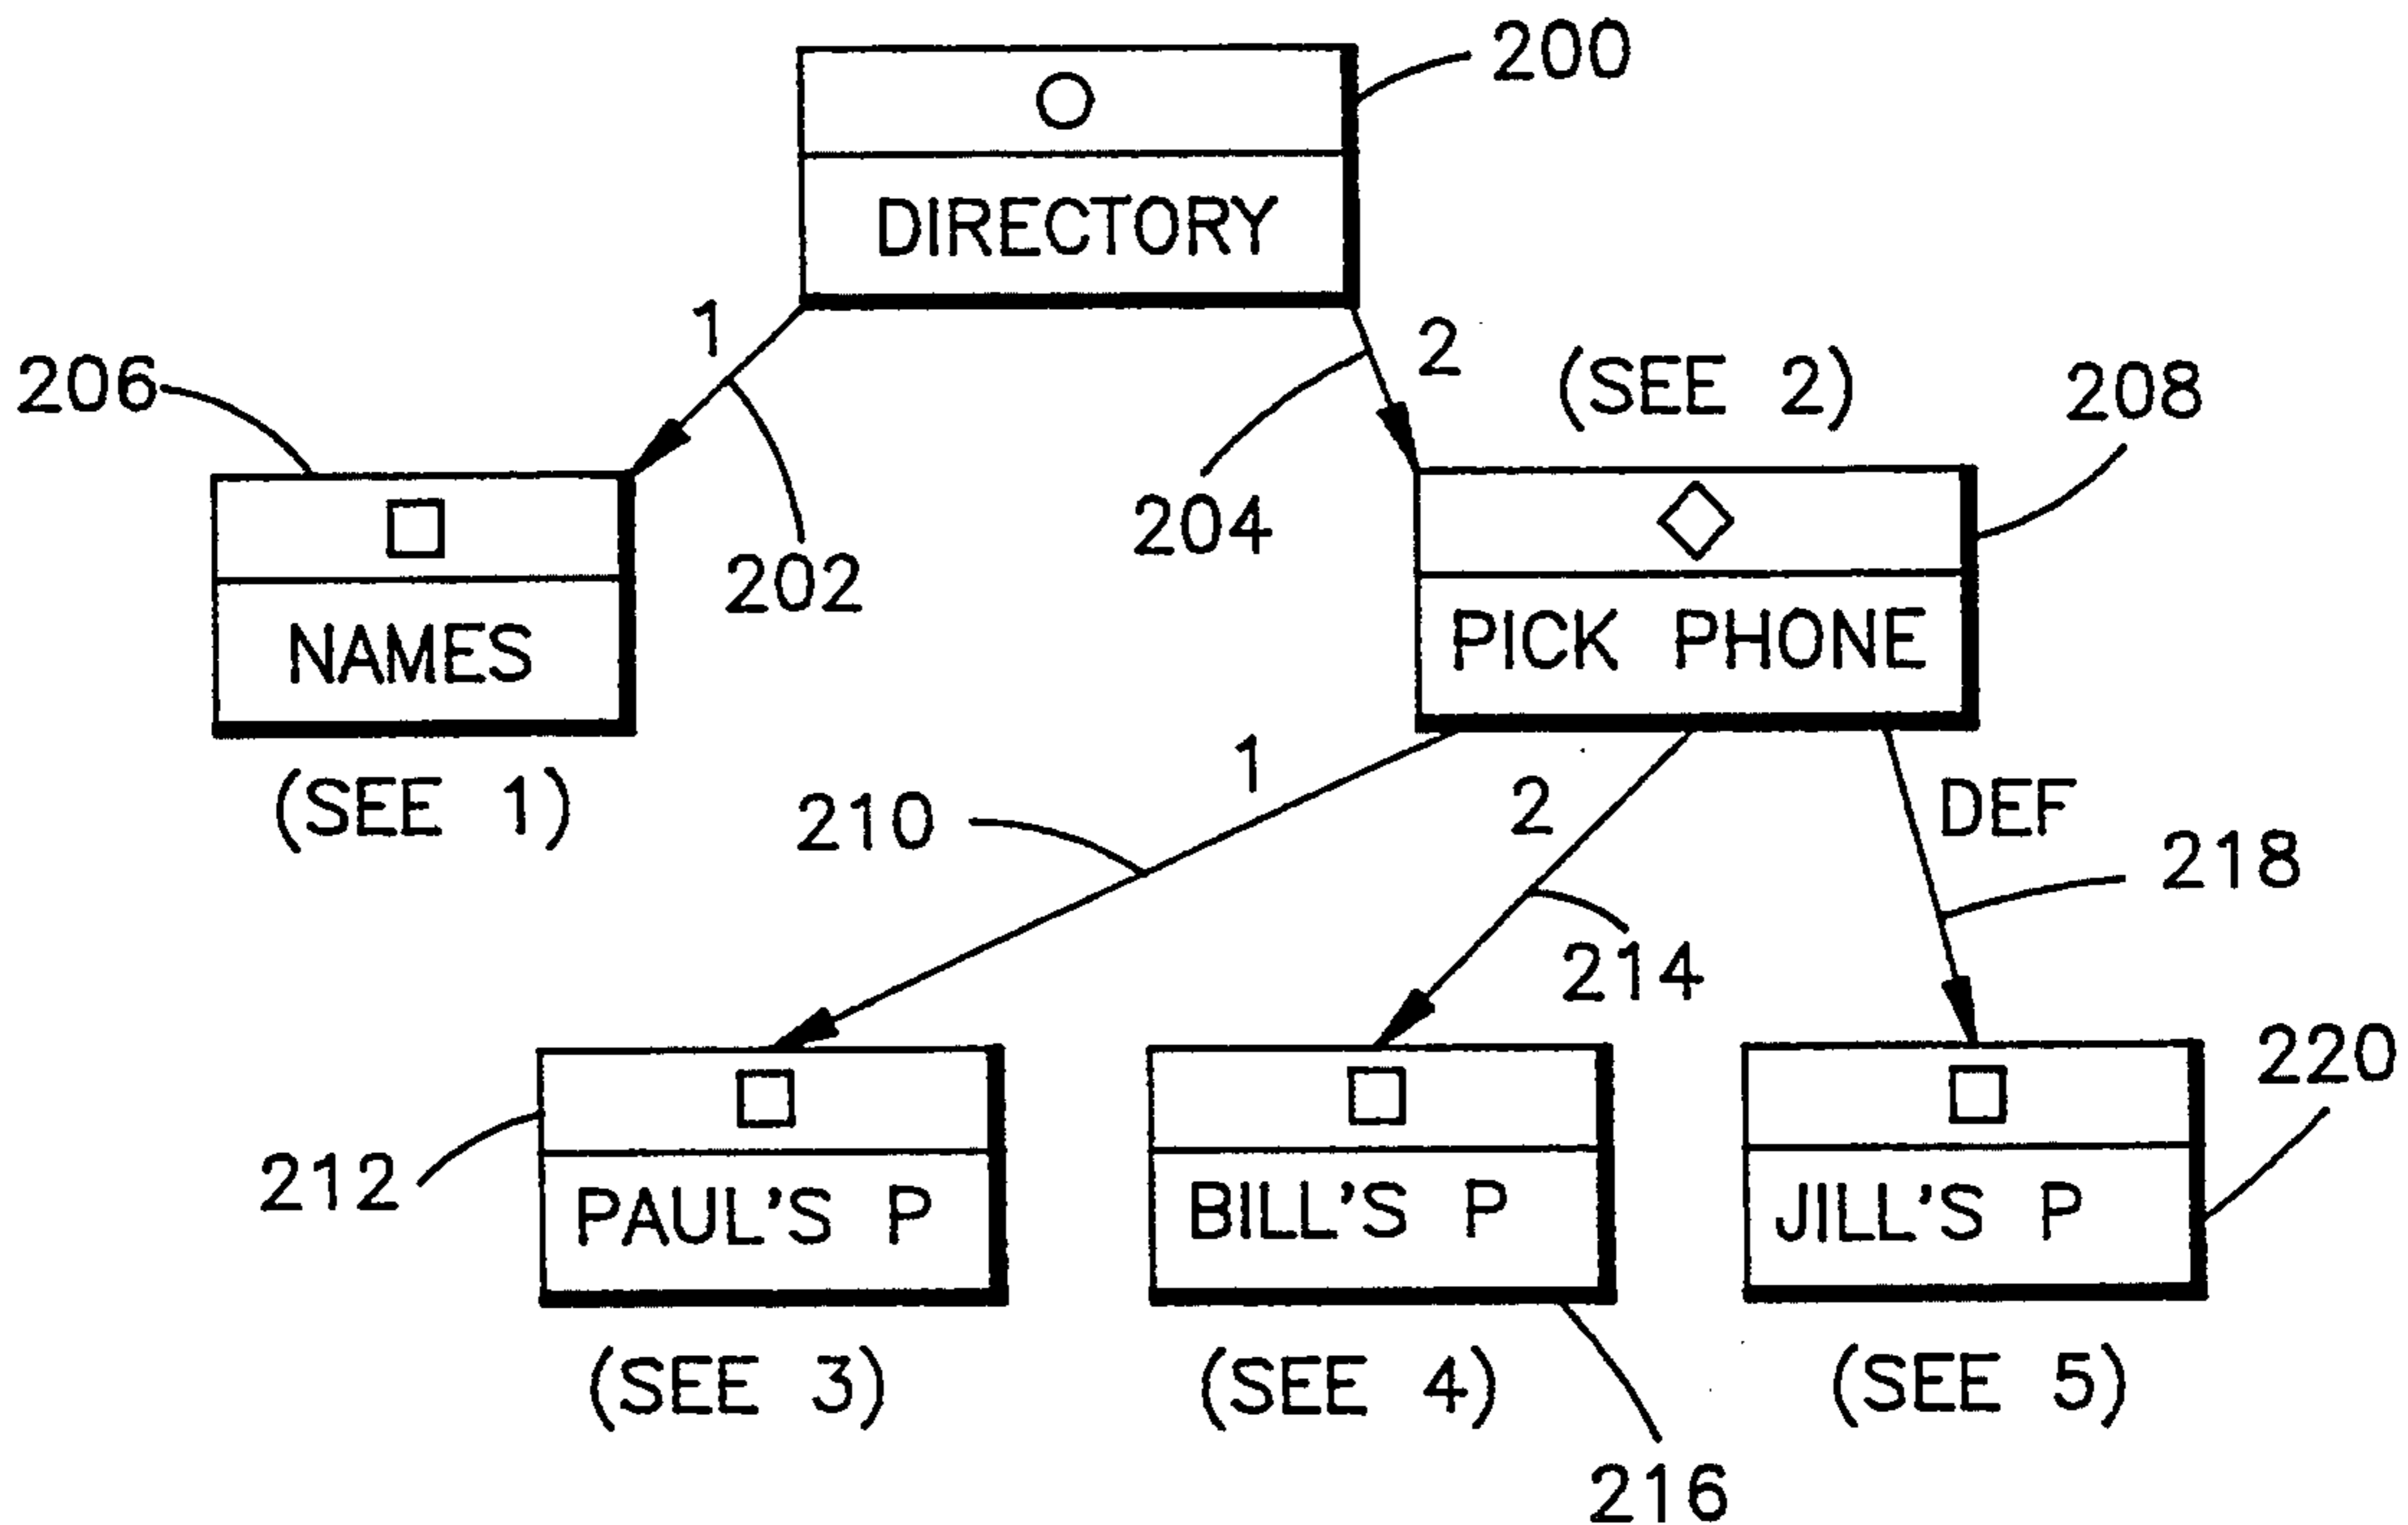 200
DIRECTORY
1
2
(SEE 2)
206
208
204
202
NAMES
PICK PHONE
(SEE 1)
1
2
DEF
210
218
214
220
212
PAUL'S P
BILL'S P
JILL'S P
(SEE 3)
(SEE 4)
(SEE 5)
216